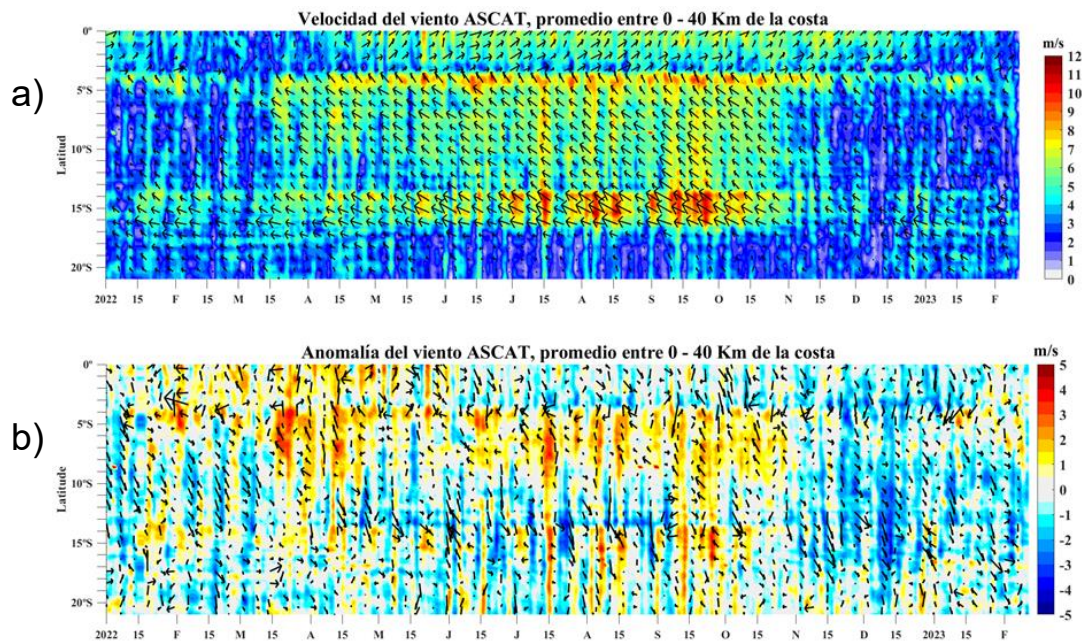 Velocidad del viento ASCAT, promedio entre 0 - 40 Km de la costa
a)
m/s
0°
5°S
10°S
15°S
20°S
Latitud
12
11
10
9
8
7
6
5
4
3
2
1
0
2022 15 F 15 M 15 A 15 M 15 J 15 J 15 A 15 S 15 O 15 N 15 D 15 2023 15 F
Anomalía del viento ASCAT, promedio entre 0 - 40 Km de la costa
b)
m/s
0°
5°S
10°S
15°S
20°S
Latitude
5
4
3
2
1
0
-1
-2
-3
-4
-5
2022 15 F 15 M 15 A 15 M 15 J 15 J 15 A 15 S 15 O 15 N 15 D 15 2023 15 F